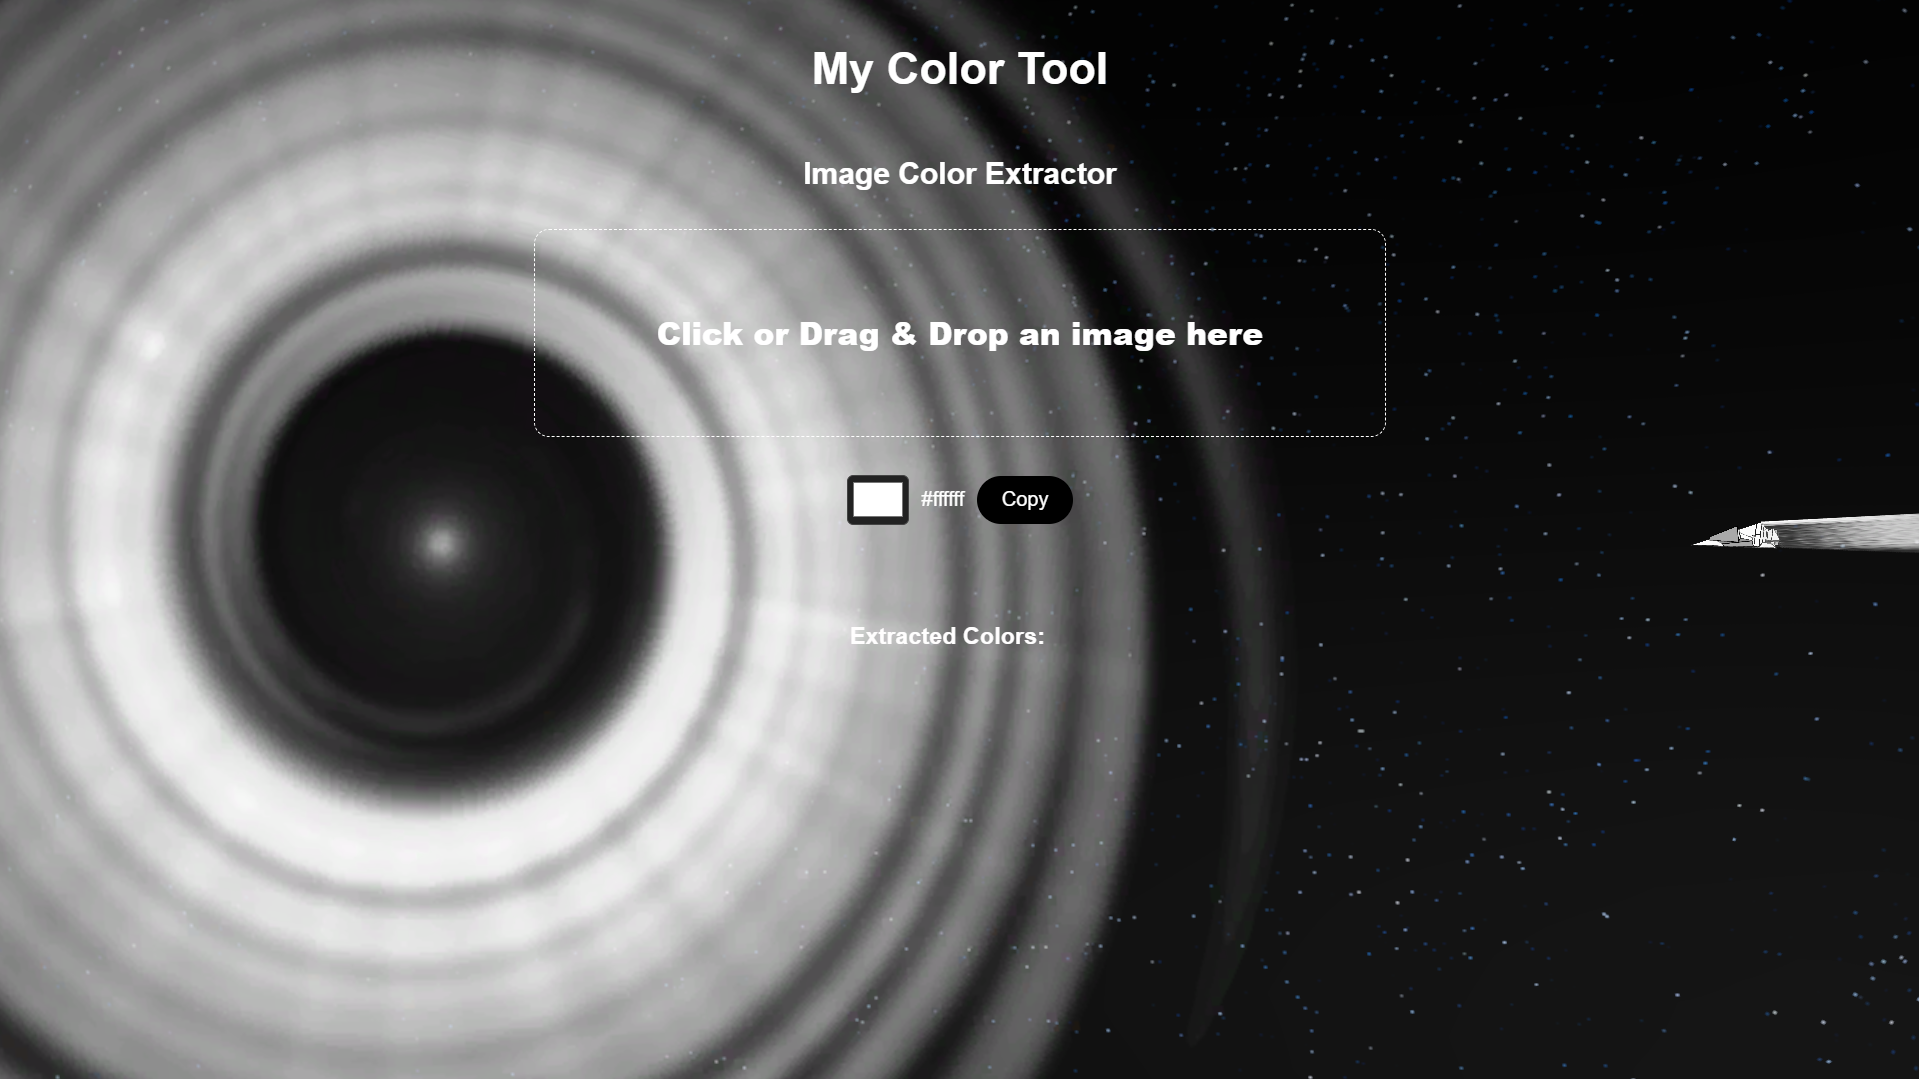 My Color Tool
Image Color Extractor
Click or Drag & Drop an image here
#ffffff Copy
Extracted Colors: